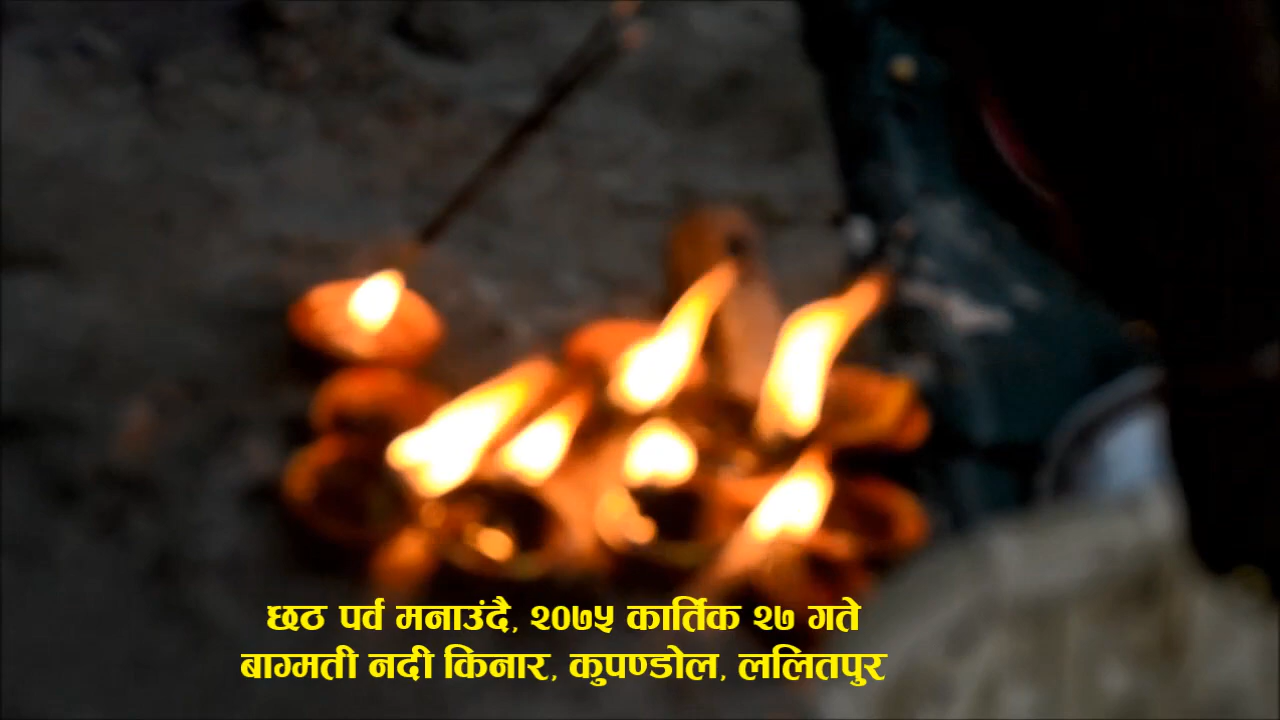 छठ पर्व मनाउंदै, २०७५ कार्तिक २७ गते
बाग्मती नदी किनार, कुपण्डोल, ललितपुर